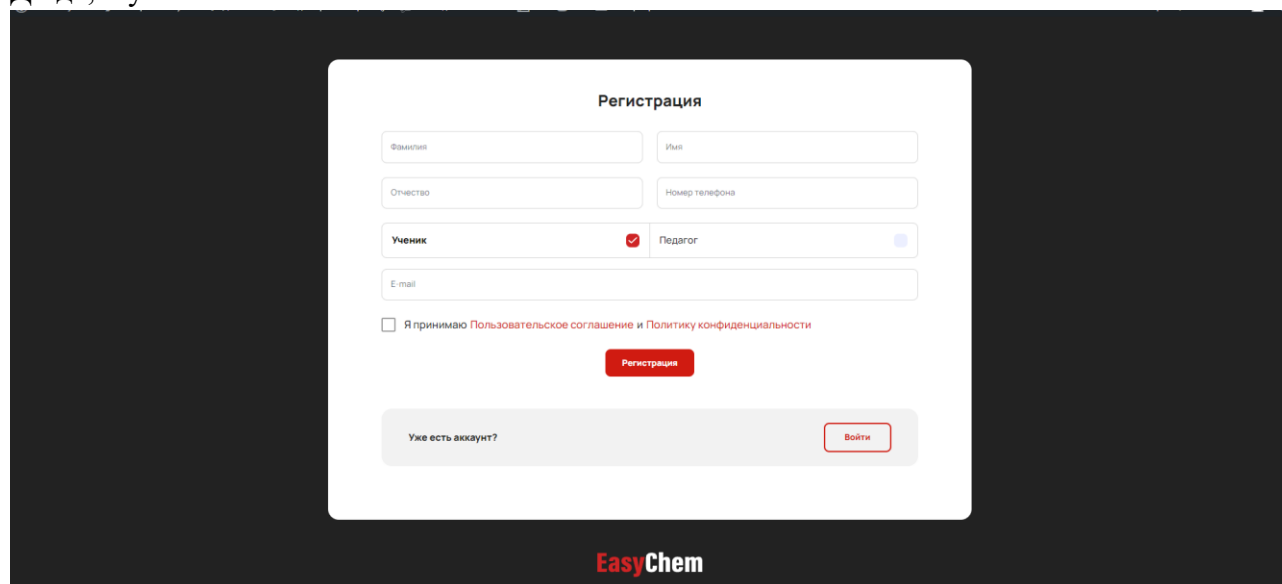 Регистрация
Фамилия
Имя
Отчество
Номер телефона
Ученик
Педагог
E-mail
Я принимаю Пользовательское соглашение и Политику конфиденциальности
Регистрация
Уже есть аккаунт?
Войти
EasyChem